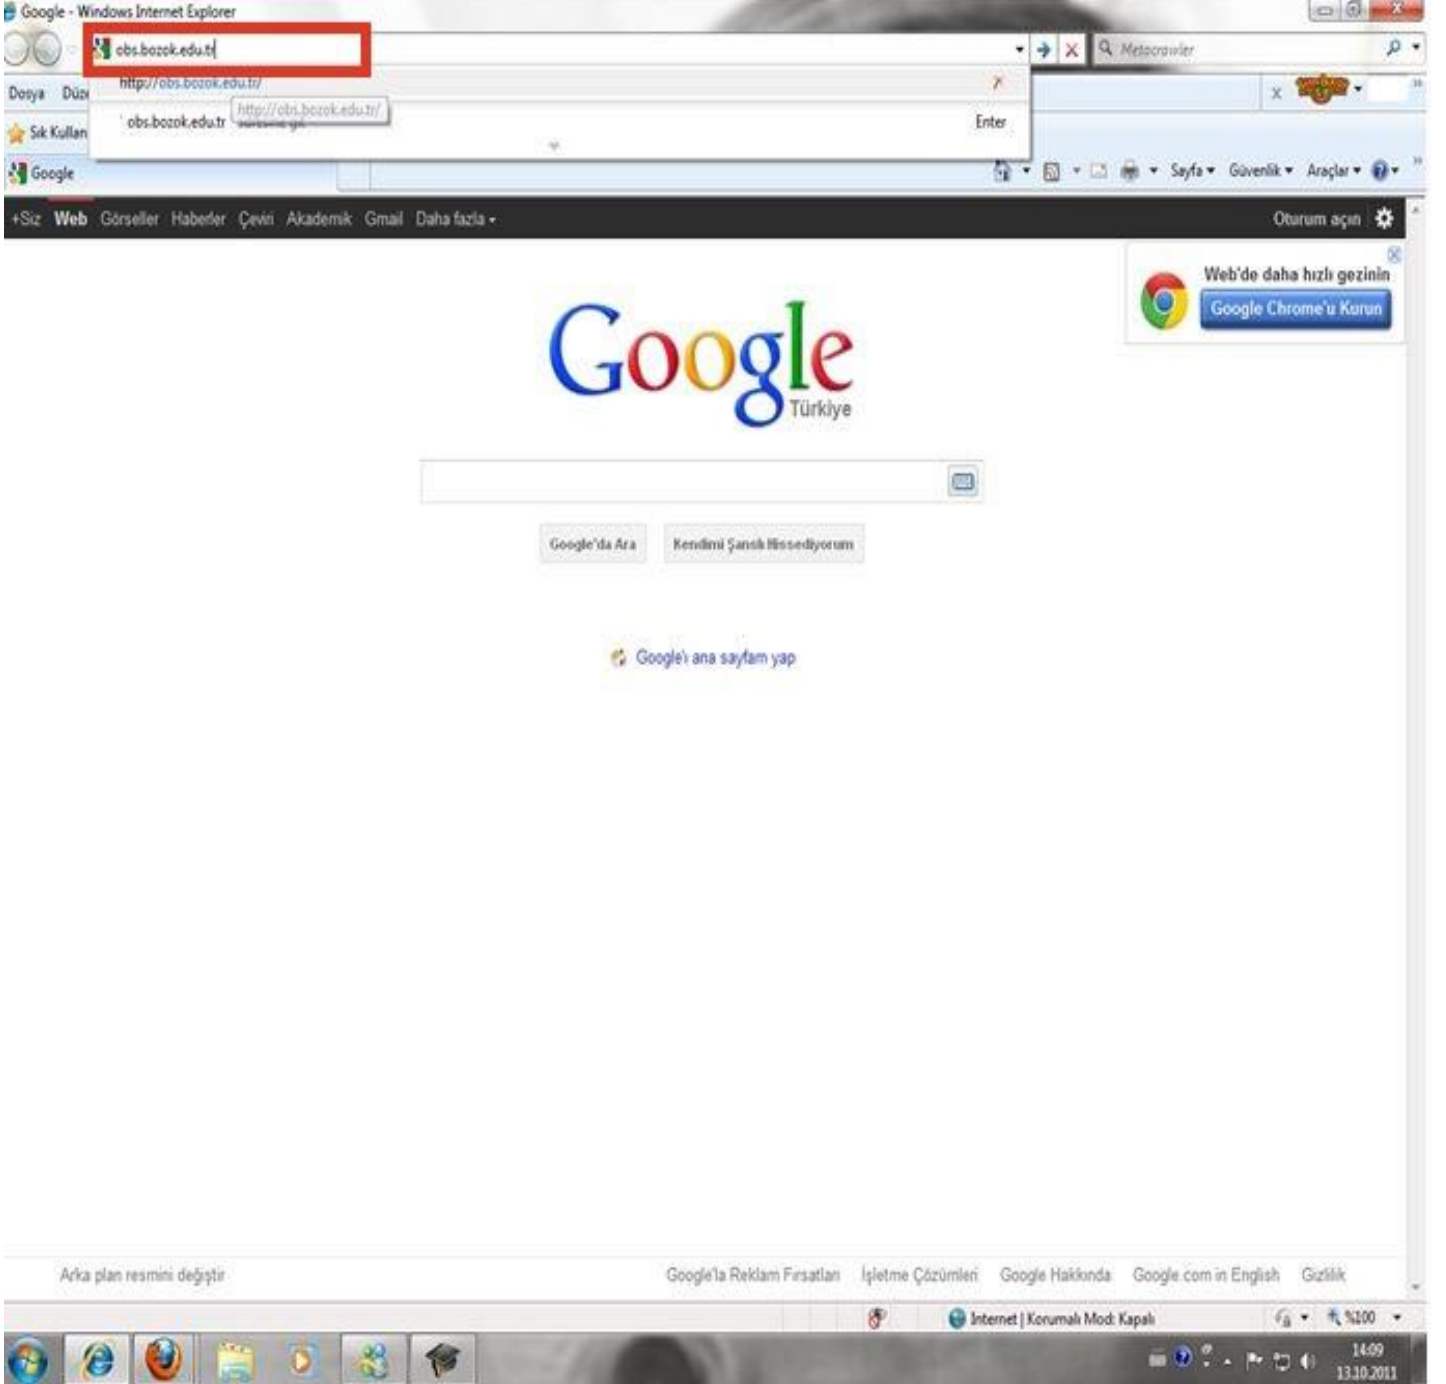 Google - Windows Internet Explorer
obs.bozok.edu.tr
Metacrawler
http://obs.bozok.edu.tr/
Dosya Düze
http://obs.bozok.edu.tr/
obs.bozok.edu.tr
Enter
Sık Kullan
Google
Sayfa Güvenlik Araçlar
+Siz Web Görseller Haberler Çeviri Akademik Gmail Daha fazla
Oturum açın
Web'de daha hızlı gezinin
Google Chrome'u Kurun
Google
Türkiye
Google'da Ara
Kendimi Şanslı Hissediyorum
Google'ı ana sayfam yap
Arka plan resmini değiştir
Google'la Reklam Fırsatları İşletme Çözümleri Google Hakkında Google.com in English Gizlilik
Internet | Korumalı Mod: Kapalı
%100
14:09
13.10.2011